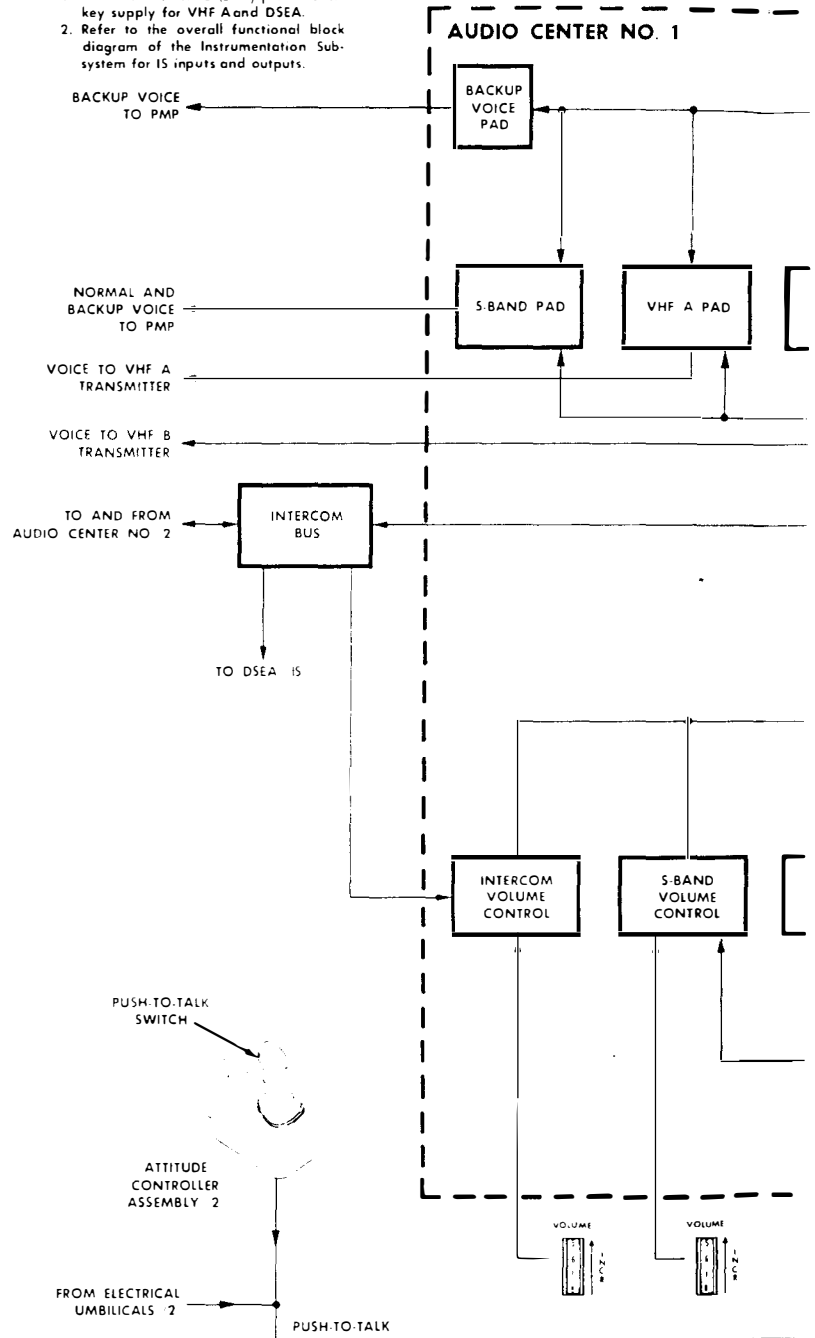 key supply for VHF A and DSEA.
2. Refer to the overall functional block
diagram of the Instrumentation Sub-
system for IS inputs and outputs.
AUDIO CENTER NO. 1
BACKUP VOICE
TO PMP
BACKUP
VOICE
PAD
NORMAL AND
BACKUP VOICE
TO PMP
S-BAND PAD
VHF A PAD
VOICE TO VHF A
TRANSMITTER
VOICE TO VHF B
TRANSMITTER
TO AND FROM
AUDIO CENTER NO. 2
INTERCOM
BUS
TO DSEA IS
INTERCOM
VOLUME
CONTROL
S-BAND
VOLUME
CONTROL
PUSH-TO-TALK
SWITCH
ATTITUDE
CONTROLLER
ASSEMBLY 2
VOLUME
INCR
VOLUME
INCR
FROM ELECTRICAL
UMBILICALS 2
PUSH-TO-TALK